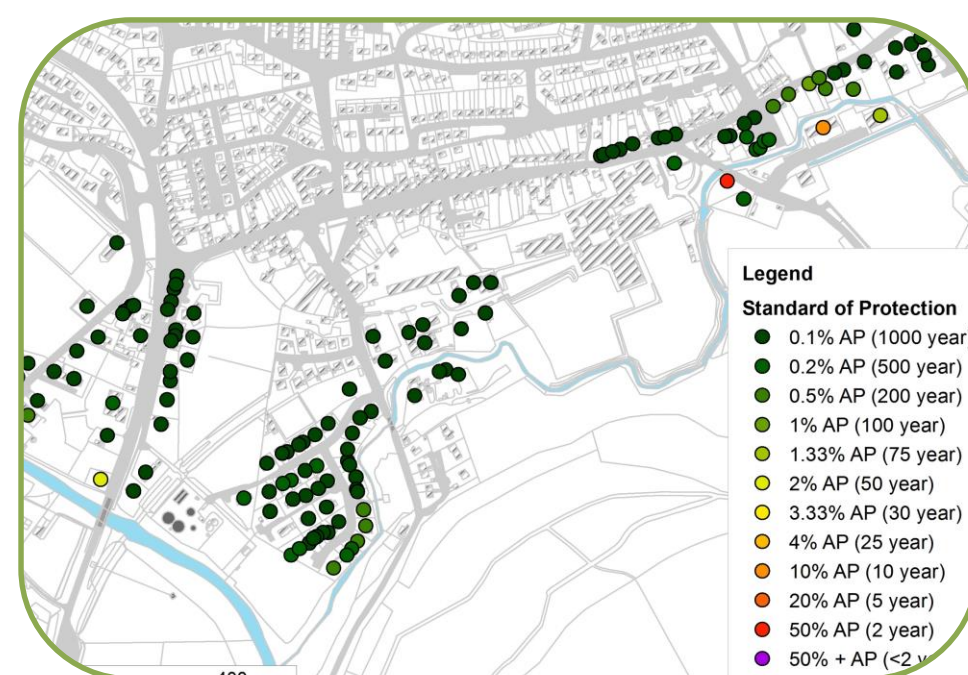 Legend
Standard of Protection
0.1% AP (1000 year
0.2% AP (500 year)
0.5% AP (200 year)
1% AP (100 year)
1.33% AP (75 year)
2% AP (50 year)
3.33% AP (30 year)
4% AP (25 year)
10% AP (10 year)
20% AP (5 year)
50% AP (2 year)
50% + AP (<2